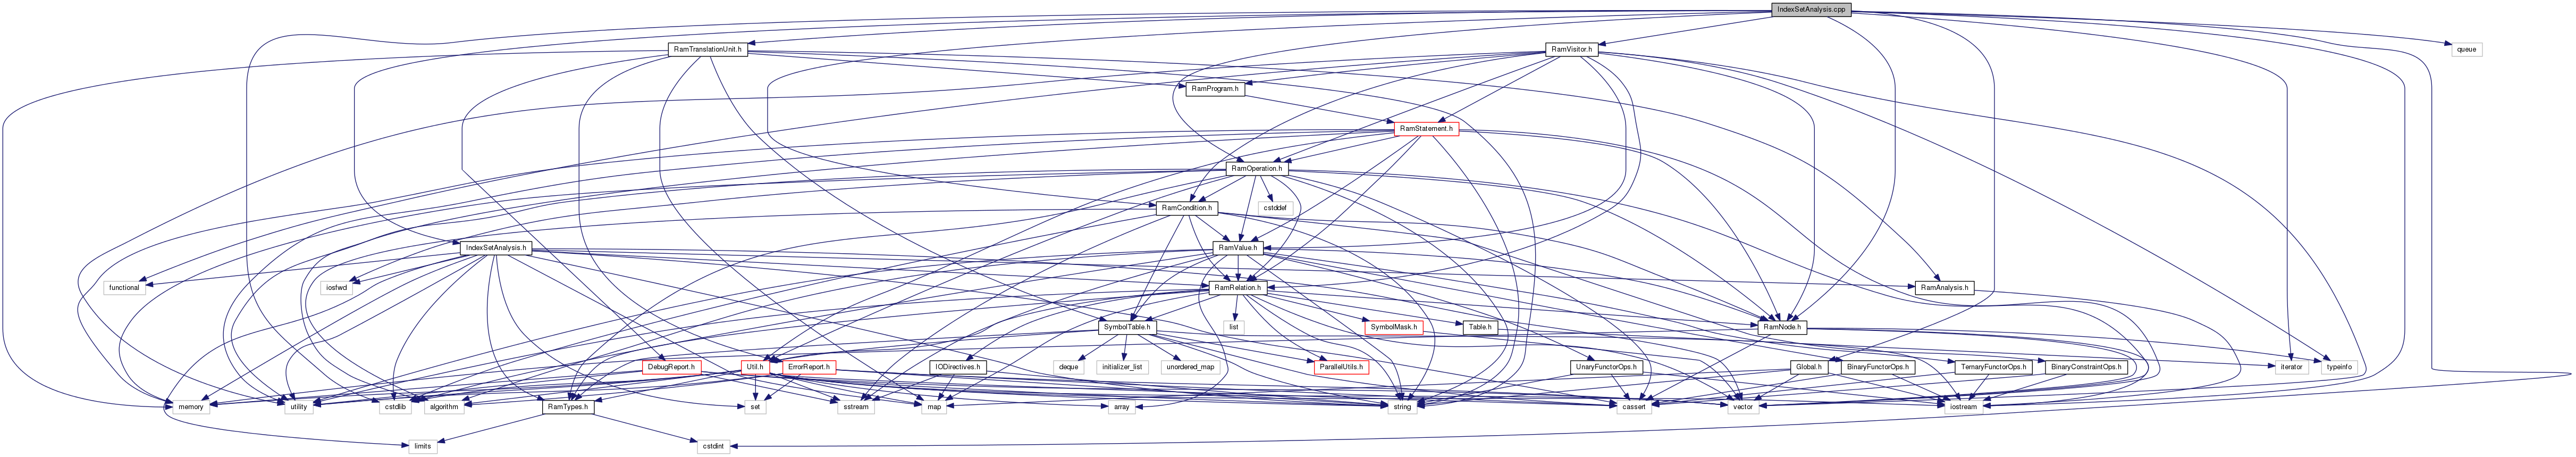 IndexSetAnalysis.cpp
RamTranslationUnit.h
RamVisitor.h
queue
RamProgram.h
RamStatement.h
RamOperation.h
RamCondition.h
cstddef
IndexSetAnalysis.h
RamValue.h
functional
iosfwd
RamRelation.h
RamAnalysis.h
SymbolTable.h
list
SymbolMask.h
Table.h
RamNode.h
DebugReport.h
Util.h
ErrorReport.h
IODirectives.h
deque
initializer_list
unordered_map
ParallelUtils.h
UnaryFunctorOps.h
Global.h
BinaryFunctorOps.h
TernaryFunctorOps.h
BinaryConstraintOps.h
iterator
typeinfo
memory
utility
cstdlib
algorithm
RamTypes.h
set
sstream
map
array
string
cassert
vector
iostream
limits
cstdint